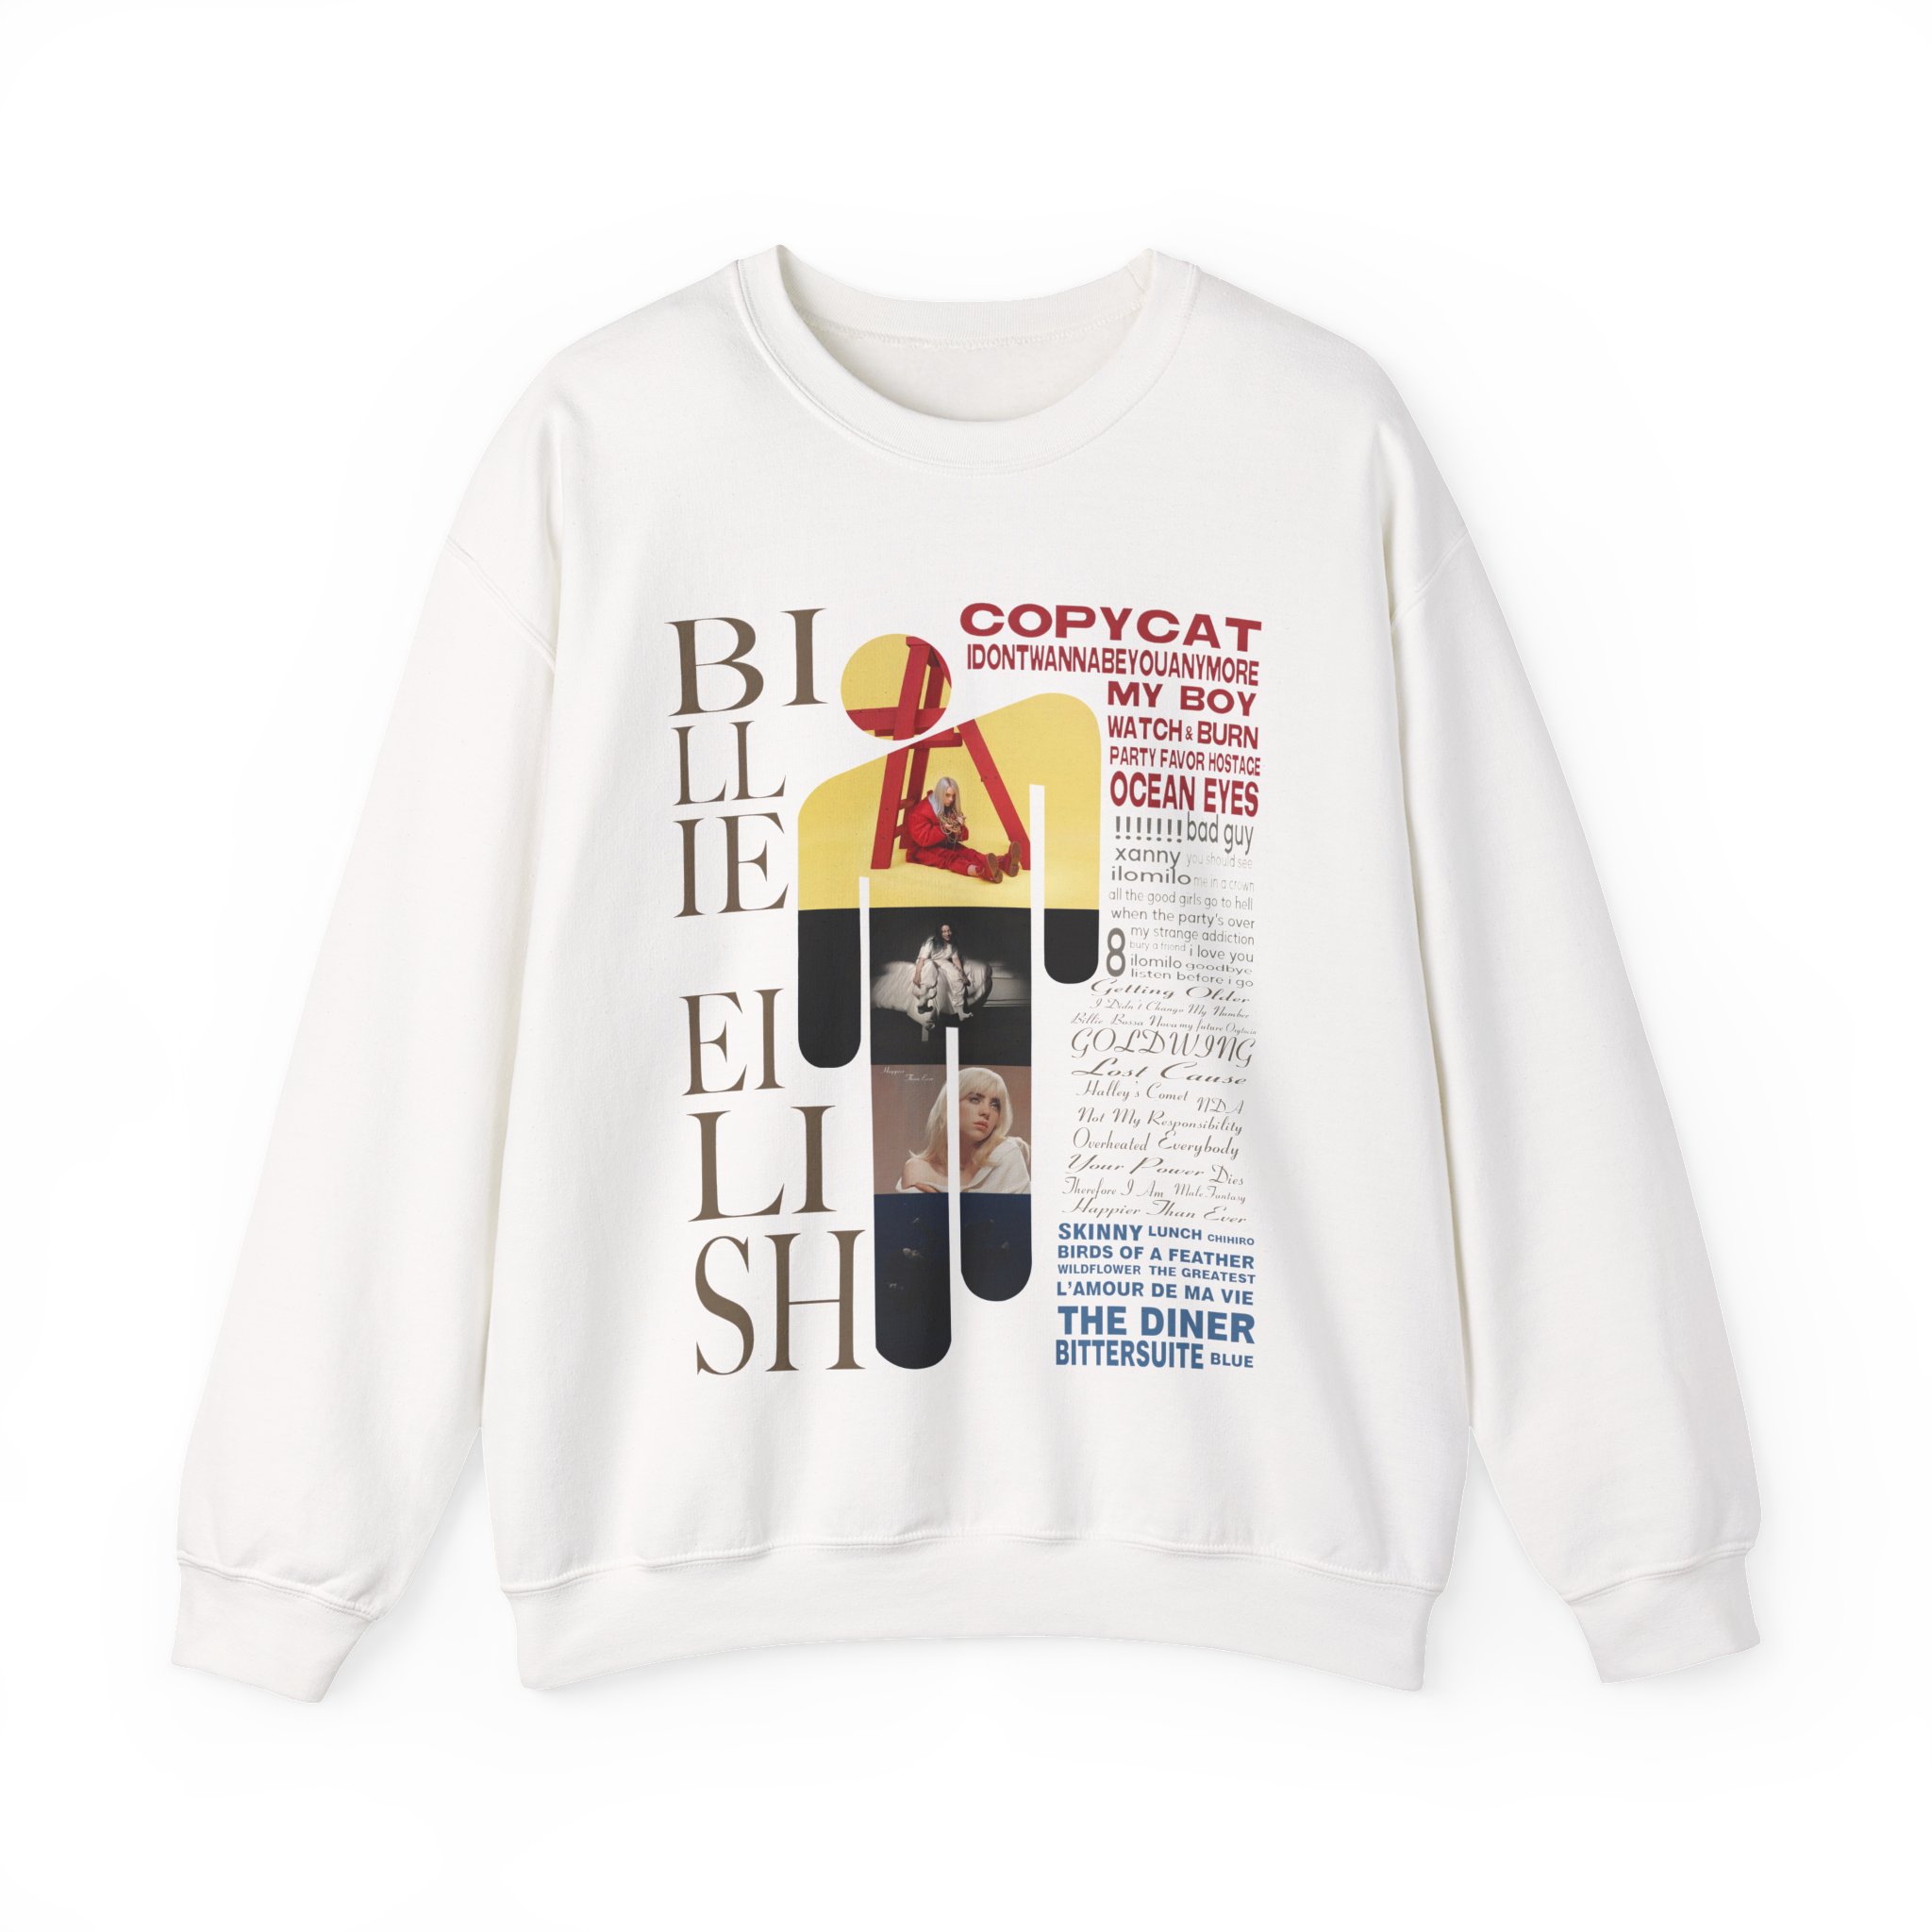 BI
LL
IE
EI
LI
SH
COPYCAT
IDONTWANNABEYOUANYMORE
MY BOY
WATCH & BURN
PARTY FAVOR HOSTAGE
OCEAN EYES
!!!!!!! bad guy
xanny you should see
ilomilo me in a crown
all the good girls go to hell
when the party's over
8 my strange addiction
bury a friend i love you
ilomilo goodbye
listen before i go
Getting Older
I Didn't Change My Number
Billie Bossa Nova my future Oxytocin
GOLDWING
Lost Cause
Halley's Comet NDA
Not My Responsibility
Overheated Everybody
Your Power Dies
Therefore I Am Male Fantasy
Happier Than Ever
SKINNY LUNCH CHIHIRO
BIRDS OF A FEATHER
WILDFLOWER THE GREATEST
L'AMOUR DE MA VIE
THE DINER
BITTERSUITE BLUE
Happier
Than Ever